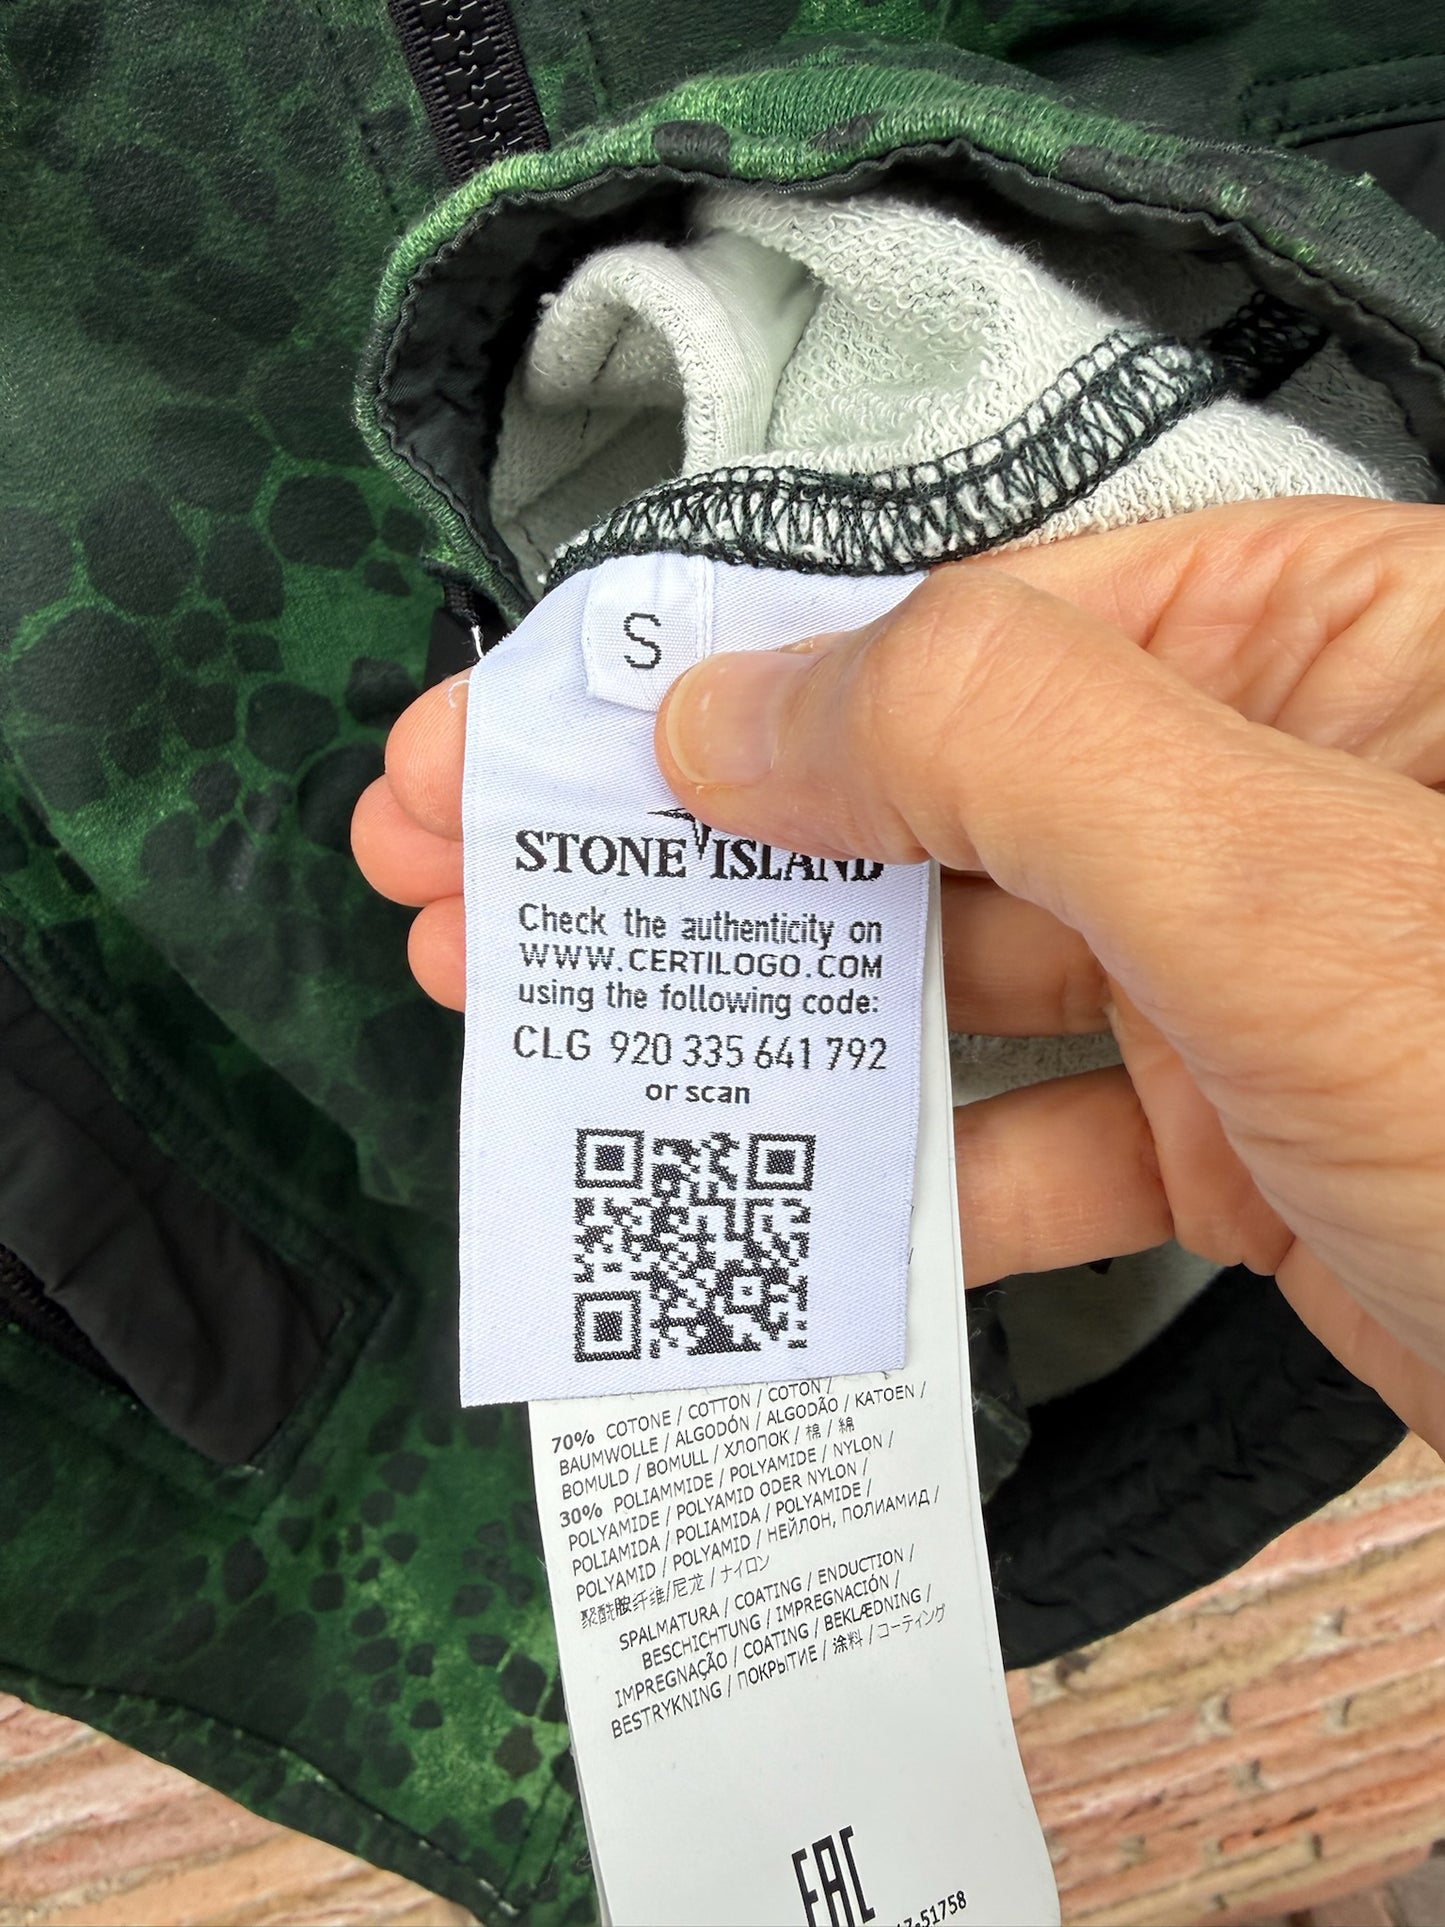 S
STONE ISLAND
Check the authenticity on
WWW.CERTILOGO.COM
using the following code:
CLG 920 335 641 792
or scan
70% COTONE / COTTON / COTON /
BAUMWOLLE / ALGODÓN / ALGODÃO / KATOEN /
BOMULD / BOMULL / ХЛОПОК / 棉 / 綿
30% POLIAMMIDE / POLYAMIDE / NYLON /
POLYAMIDE / POLYAMID ODER NYLON /
POLIAMIDA / POLIAMIDA / POLYAMIDE /
POLYAMID / POLYAMID / НЕЙЛОН, ПОЛИАМИД /
聚酰胺纤维/尼龙 / ナイロン
SPALMATURA / COATING / ENDUCTION /
BESCHICHTUNG / IMPREGNACIÓN /
IMPREGNAÇÃO / COATING / BEKLÆDNING /
BESTRYKNING / ПОКРЫТИЕ / 涂料 / コーティング
EAC
51758